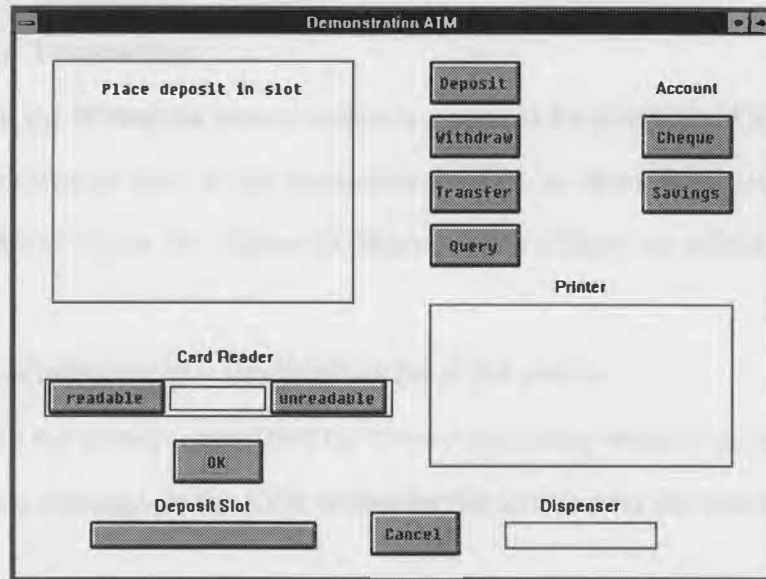 Demonstration ATM
Place deposit in slot
Deposit
Account
Withdraw
Cheque
Transfer
Savings
Query
Printer
Card Reader
readable
unreadable
OK
Deposit Slot
Dispenser
Cancel